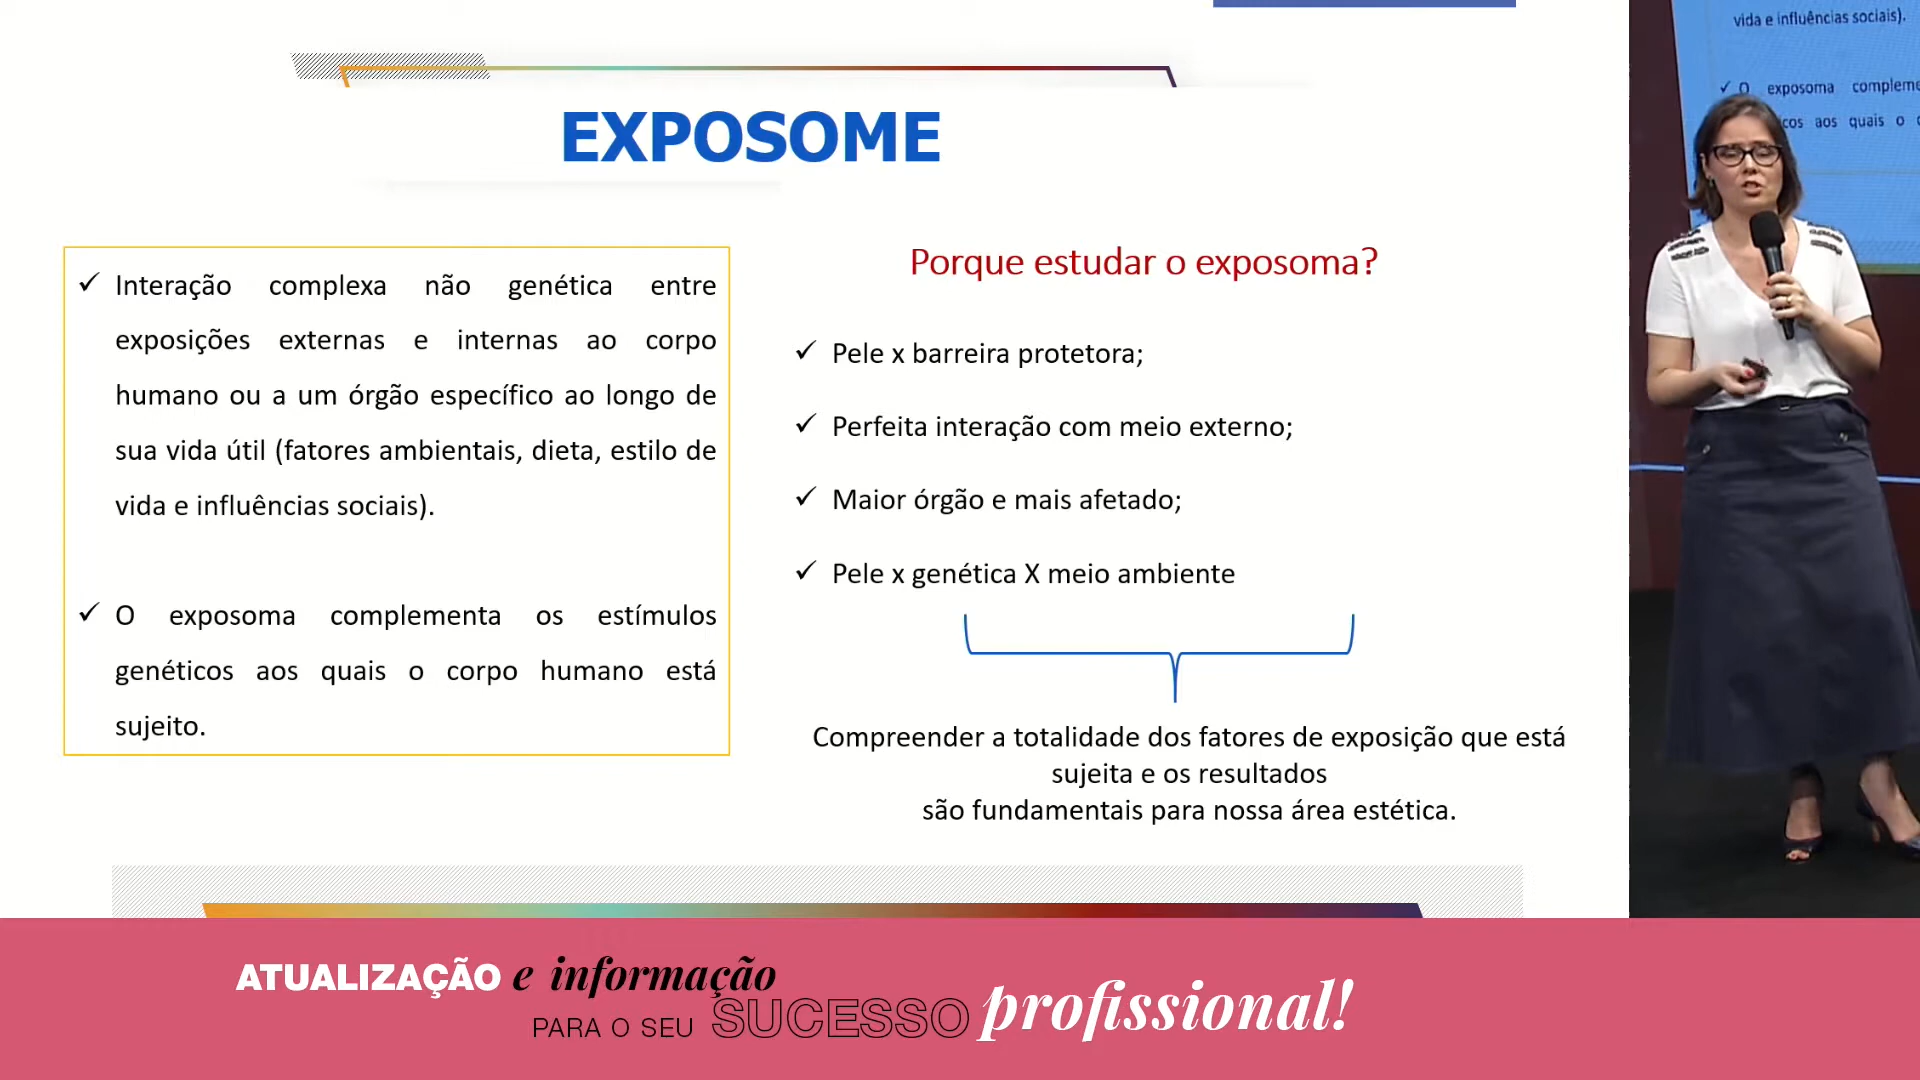 EXPOSOME
✓ Interação complexa não genética entre
exposições externas e internas ao corpo
humano ou a um órgão específico ao longo de
sua vida útil (fatores ambientais, dieta, estilo de
vida e influências sociais).
✓ O exposoma complementa os estímulos
genéticos aos quais o corpo humano está
sujeito.
Porque estudar o exposoma?
✓ Pele x barreira protetora;
✓ Perfeita interação com meio externo;
✓ Maior órgão e mais afetado;
✓ Pele x genética X meio ambiente
Compreender a totalidade dos fatores de exposição que está
sujeita e os resultados
são fundamentais para nossa área estética.
vida e influências sociais).
✓ O exposoma compleme
cos aos quais o
ATUALIZAÇÃO e informação
PARA O SEU SUCESSO profissional!